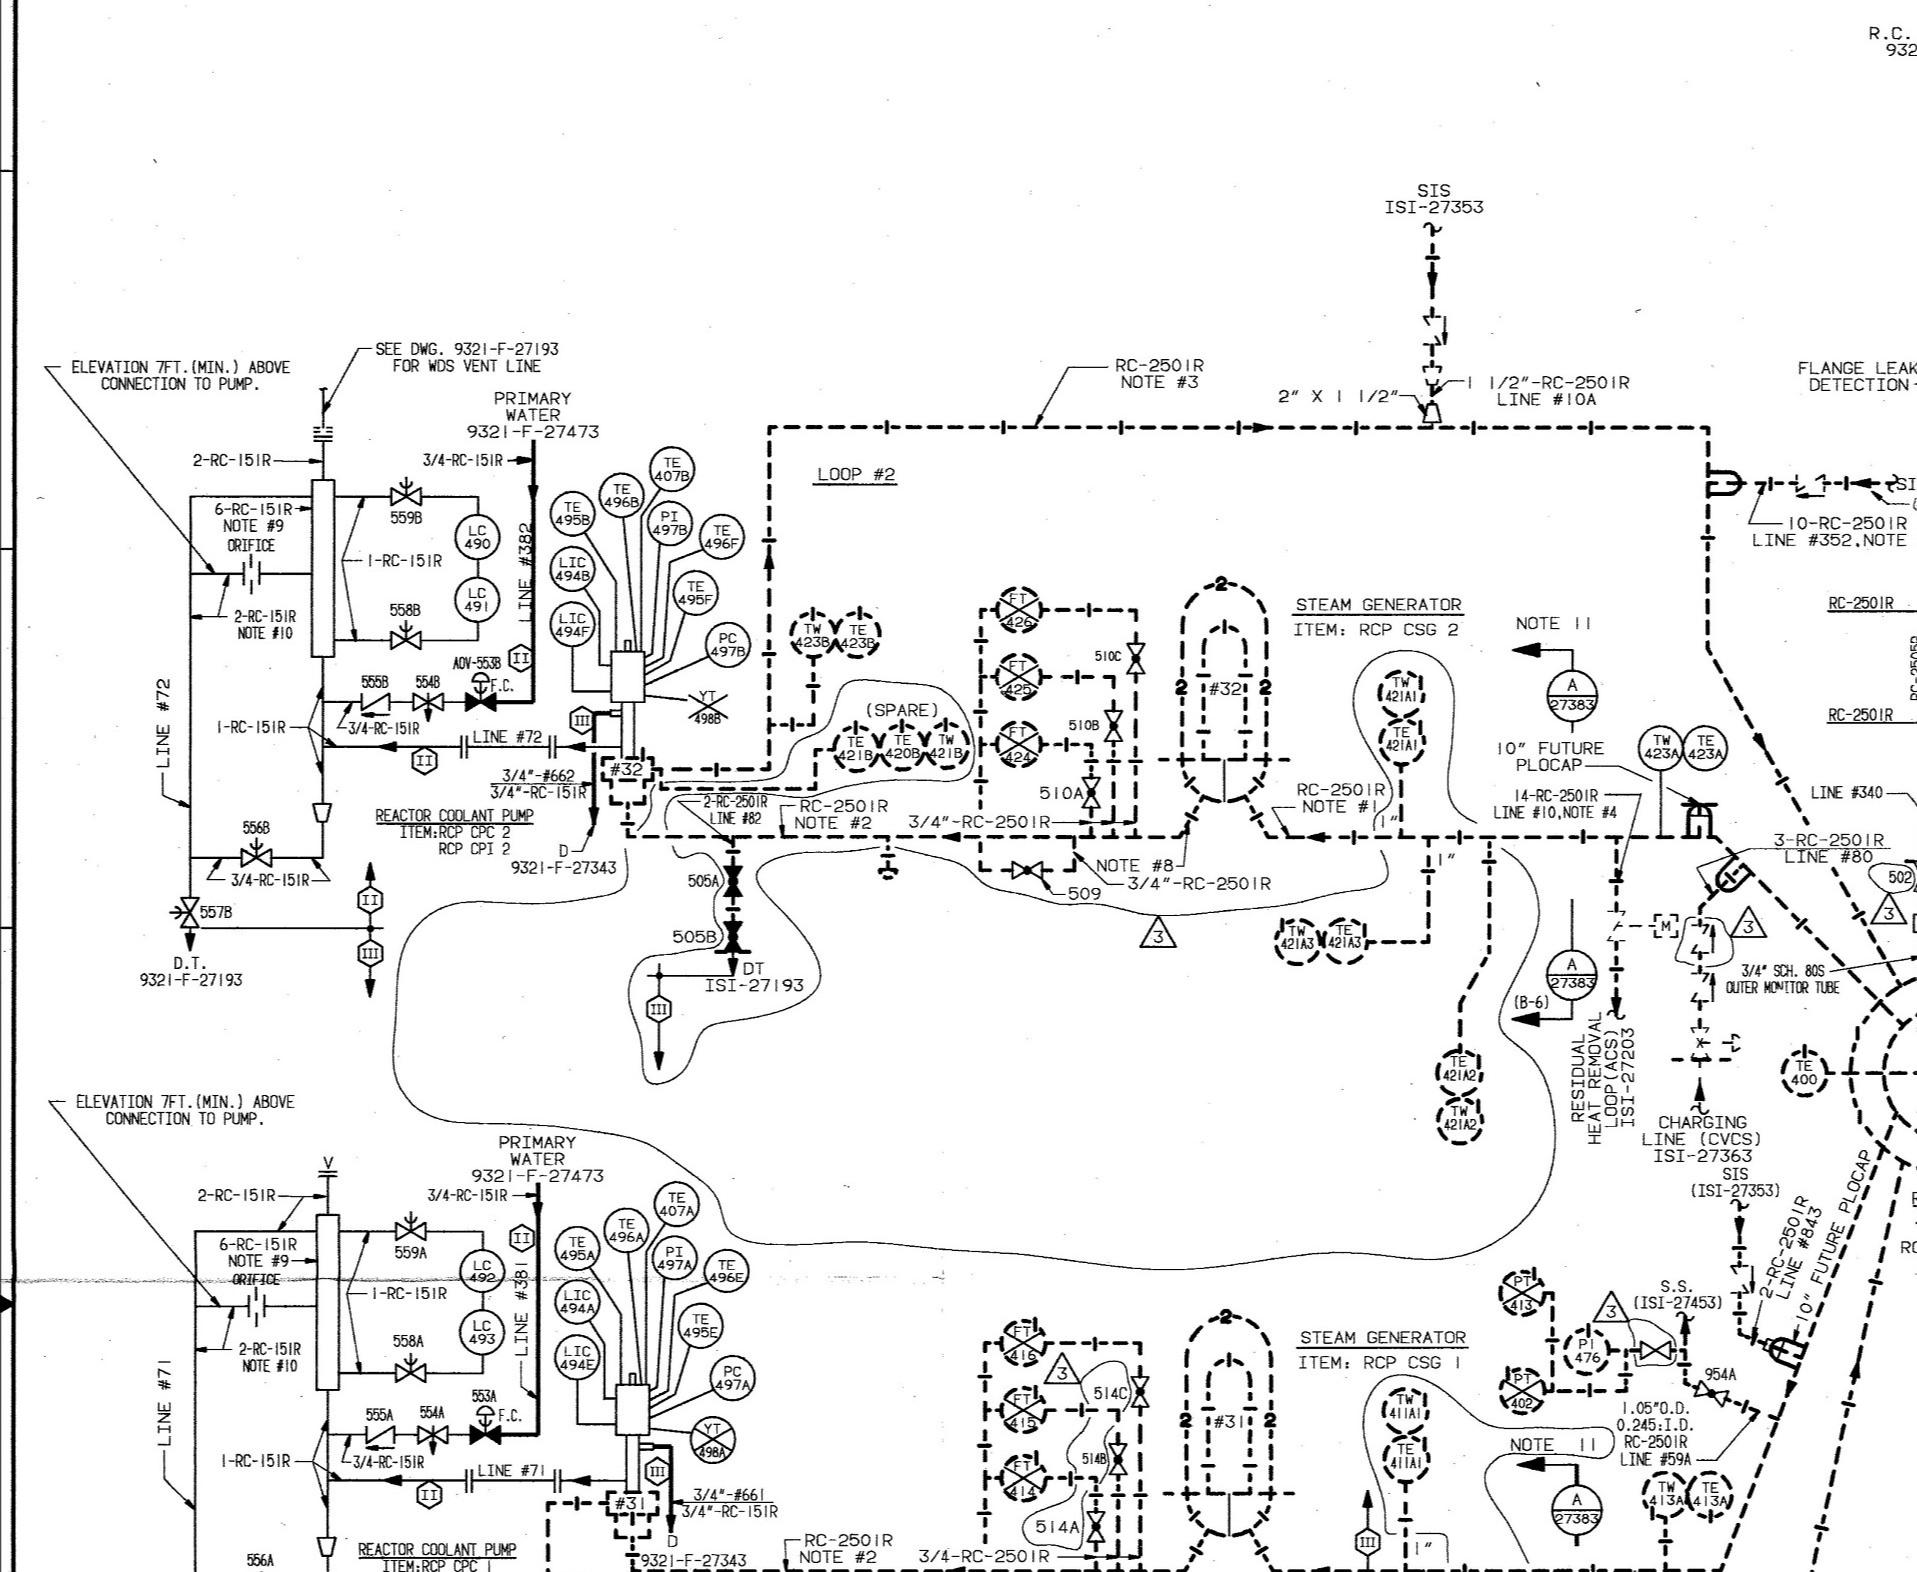 R.C.
932
SIS
ISI-27353
SEE DWG. 9321-F-27193
FOR WDS VENT LINE
ELEVATION 7FT.(MIN.) ABOVE
CONNECTION TO PUMP.
PRIMARY
WATER
9321-F-27473
RC-2501R
NOTE #3
2" X 1 1/2"
1 1/2"-RC-2501R
LINE #10A
FLANGE LEAK
DETECTION
2-RC-151R
3/4-RC-151R
LOOP #2
6-RC-151R
NOTE #9
ORIFICE
559B
LC
490
LC
491
1-RC-151R
558B
2-RC-151R
NOTE #10
LINE #382
TE
407B
TE
496B
TE
495B
PI
497B
TE
496F
LIC
494B
TE
495F
LIC
494F
PC
497B
YT
498B
10-RC-2501R
LINE #352,NOTE
RC-2501R
RC-2501R
TW
423B
TE
423B
FT
426
FT
425
FT
424
510C
510B
510A
2
2
2
#32
STEAM GENERATOR
ITEM: RCP CSG 2
NOTE 11
A
27383
TW
421A1
TE
421A1
LINE #72
555B
554B
AOV-553B
F.C.
II
3/4-RC-151R
1-RC-151R
LINE #72
II
III
(SPARE)
TE
421B
TE
420B
TW
421B
#32
3/4"-#662
3/4"-RC-151R
REACTOR COOLANT PUMP
ITEM:RCP CPC 2
RCP CPI 2
D
9321-F-27343
2-RC-2501R
LINE #82
RC-2501R
NOTE #2
3/4"-RC-2501R
RC-2501R
NOTE #1
1"
10" FUTURE
PLOCAP
14-RC-2501R
LINE #10,NOTE #4
TW
423A
TE
423A
LINE #340
3-RC-2501R
LINE #80
502
3
556B
3/4-RC-151R
557B
II
III
D.T.
9321-F-27193
505A
505B
DT
ISI-27193
III
509
NOTE #8
3/4"-RC-2501R
3
1"
TW
421A3
TE
421A3
M
3
3/4" SCH. 80S
OUTER MONITOR TUBE
A
27383
(B-6)
TE
421A2
TW
421A2
RESIDUAL
HEAT REMOVAL
LOOP(ACS)
ISI-27203
TE
400
CHARGING
LINE (CVCS)
ISI-27363
SIS
(ISI-27353)
2-RC-2501R
LINE #843
10" FUTURE PLOCAP
ELEVATION 7FT.(MIN.) ABOVE
CONNECTION TO PUMP.
V
PRIMARY
WATER
9321-F-27473
2-RC-151R
3/4-RC-151R
6-RC-151R
NOTE #9
ORIFICE
559A
LC
492
LC
493
1-RC-151R
558A
2-RC-151R
NOTE #10
II
LINE #381
TE
407A
TE
496A
TE
495A
PI
497A
TE
496E
LIC
494A
TE
495E
LIC
494E
PC
497A
YT
498A
FT
416
FT
415
FT
414
3
514C
514B
514A
2
2
2
#31
STEAM GENERATOR
ITEM: RCP CSG 1
TW
411A1
TE
411A1
PT
413
PI
476
PT
402
3
S.S.
(ISI-27453)
954A
1.05"O.D.
0.245:I.D.
RC-2501R
LINE #59A
NOTE 11
A
27383
TW
413A
TE
413A
LINE #71
555A
554A
553A
F.C.
3/4-RC-151R
1-RC-151R
LINE #71
II
III
#31
3/4"-#661
3/4"-RC-151R
D
9321-F-27343
556A
REACTOR COOLANT PUMP
ITEM:RCP CPC 1
RC-2501R
NOTE #2
3/4-RC-2501R
III
1"